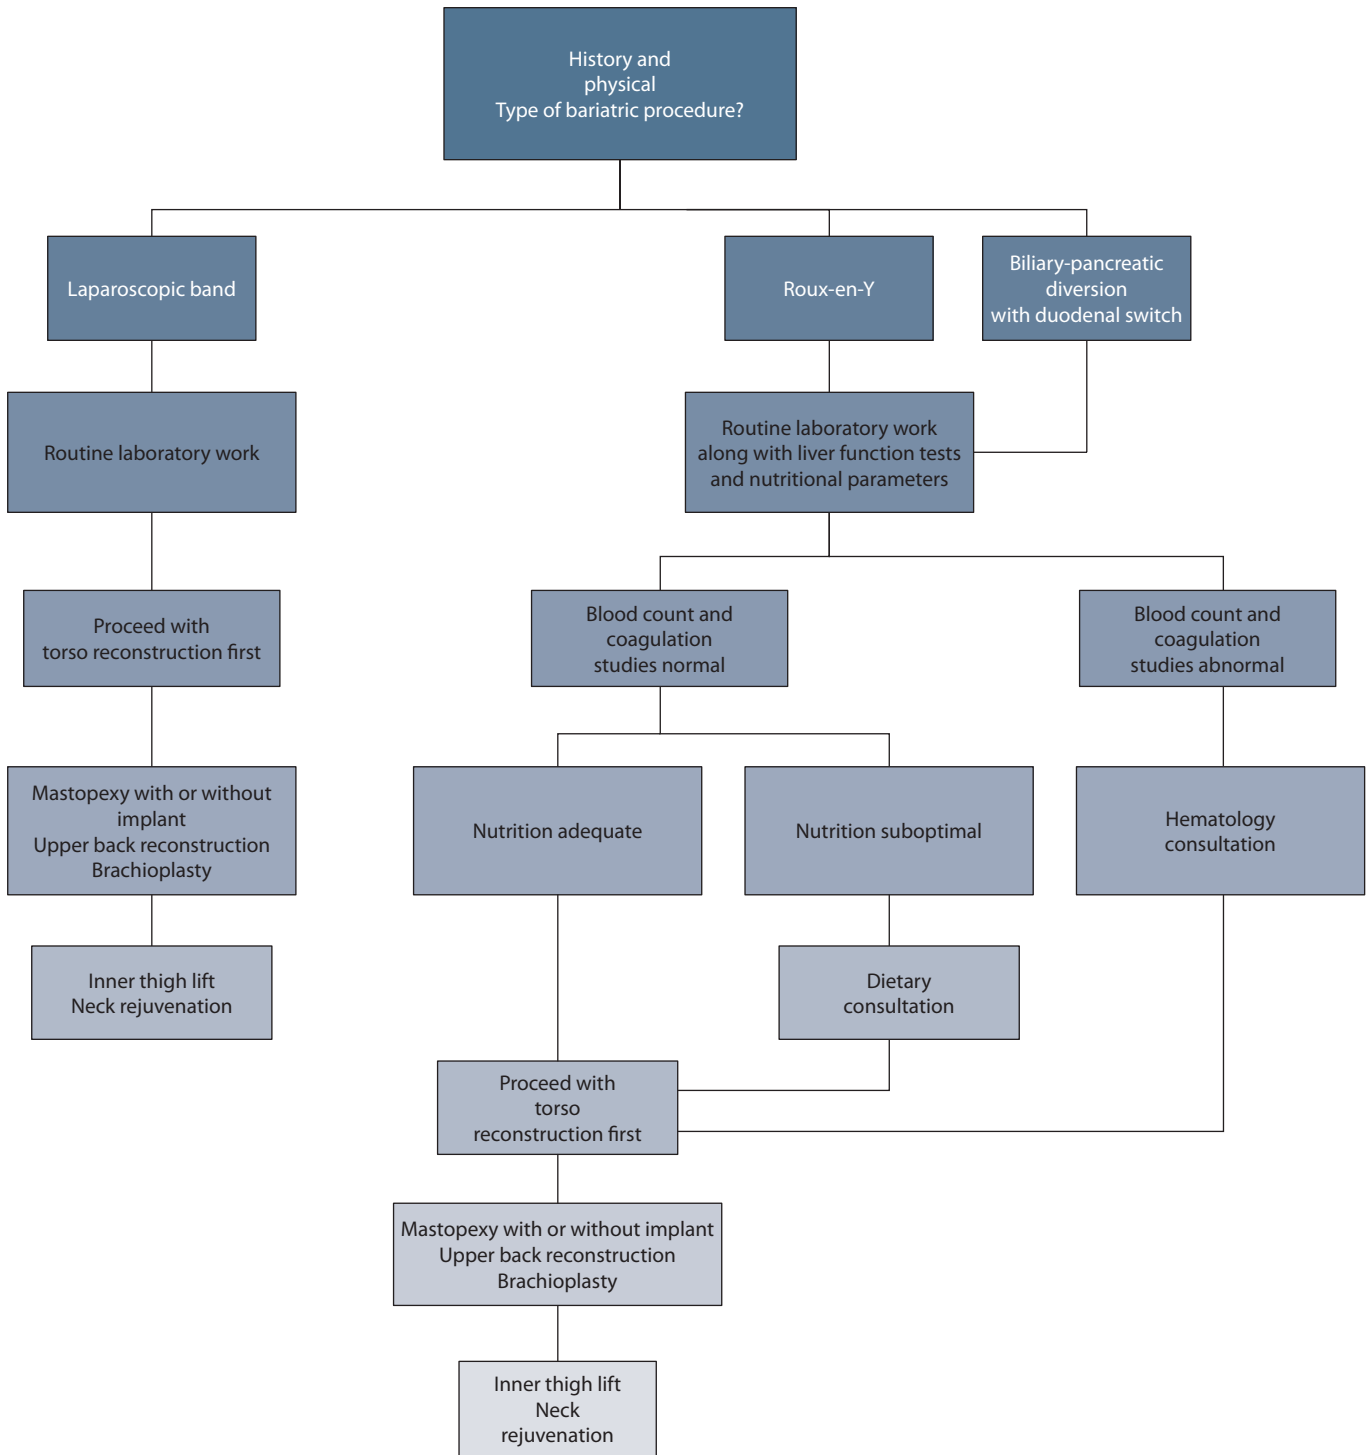 History and
physical
Type of bariatric procedure?
Laparoscopic band
Roux-en-Y
Biliary-pancreatic
diversion
with duodenal switch
Routine laboratory work
Routine laboratory work
along with liver function tests
and nutritional parameters
Proceed with
torso reconstruction first
Blood count and
coagulation
studies normal
Blood count and
coagulation
studies abnormal
Mastopexy with or without
implant
Upper back reconstruction
Brachioplasty
Nutrition adequate
Nutrition suboptimal
Hematology
consultation
Inner thigh lift
Neck rejuvenation
Dietary
consultation
Proceed with
torso
reconstruction first
Mastopexy with or without implant
Upper back reconstruction
Brachioplasty
Inner thigh lift
Neck
rejuvenation